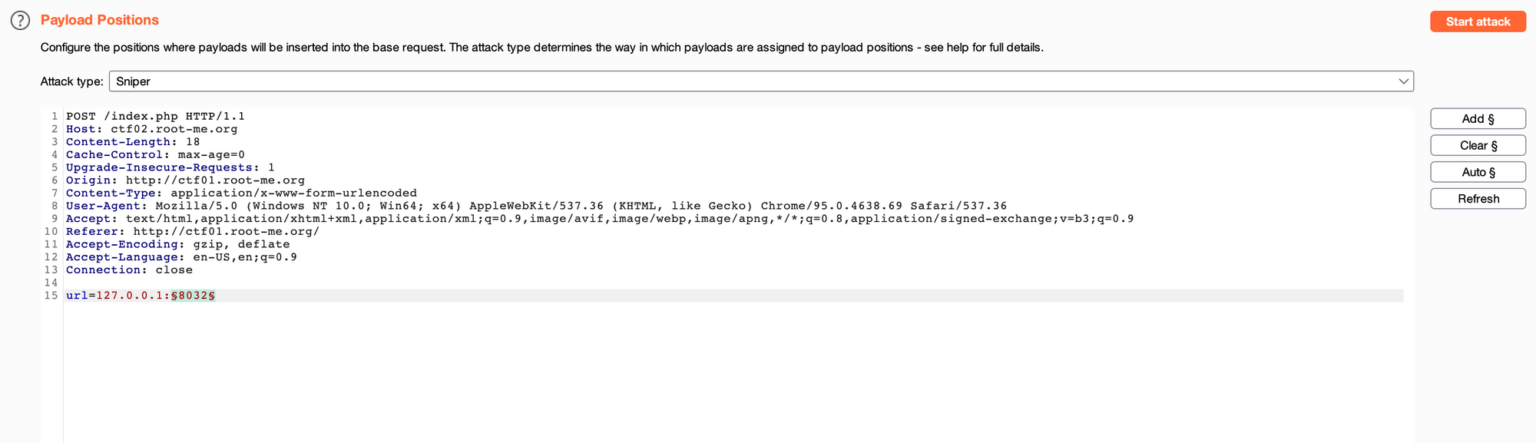 ? Payload Positions
Start attack
Configure the positions where payloads will be inserted into the base request. The attack type determines the way in which payloads are assigned to payload positions - see help for full details.
Attack type: Sniper
1 POST /index.php HTTP/1.1
2 Host: ctf02.root-me.org
3 Content-Length: 18
4 Cache-Control: max-age=0
5 Upgrade-Insecure-Requests: 1
6 Origin: http://ctf01.root-me.org
7 Content-Type: application/x-www-form-urlencoded
8 User-Agent: Mozilla/5.0 (Windows NT 10.0; Win64; x64) AppleWebKit/537.36 (KHTML, like Gecko) Chrome/95.0.4638.69 Safari/537.36
9 Accept: text/html,application/xhtml+xml,application/xml;q=0.9,image/avif,image/webp,image/apng,*/*;q=0.8,application/signed-exchange;v=b3;q=0.9
10 Referer: http://ctf01.root-me.org/
11 Accept-Encoding: gzip, deflate
12 Accept-Language: en-US,en;q=0.9
13 Connection: close
14
15 url=127.0.0.1:§8032§
Add §
Clear §
Auto §
Refresh